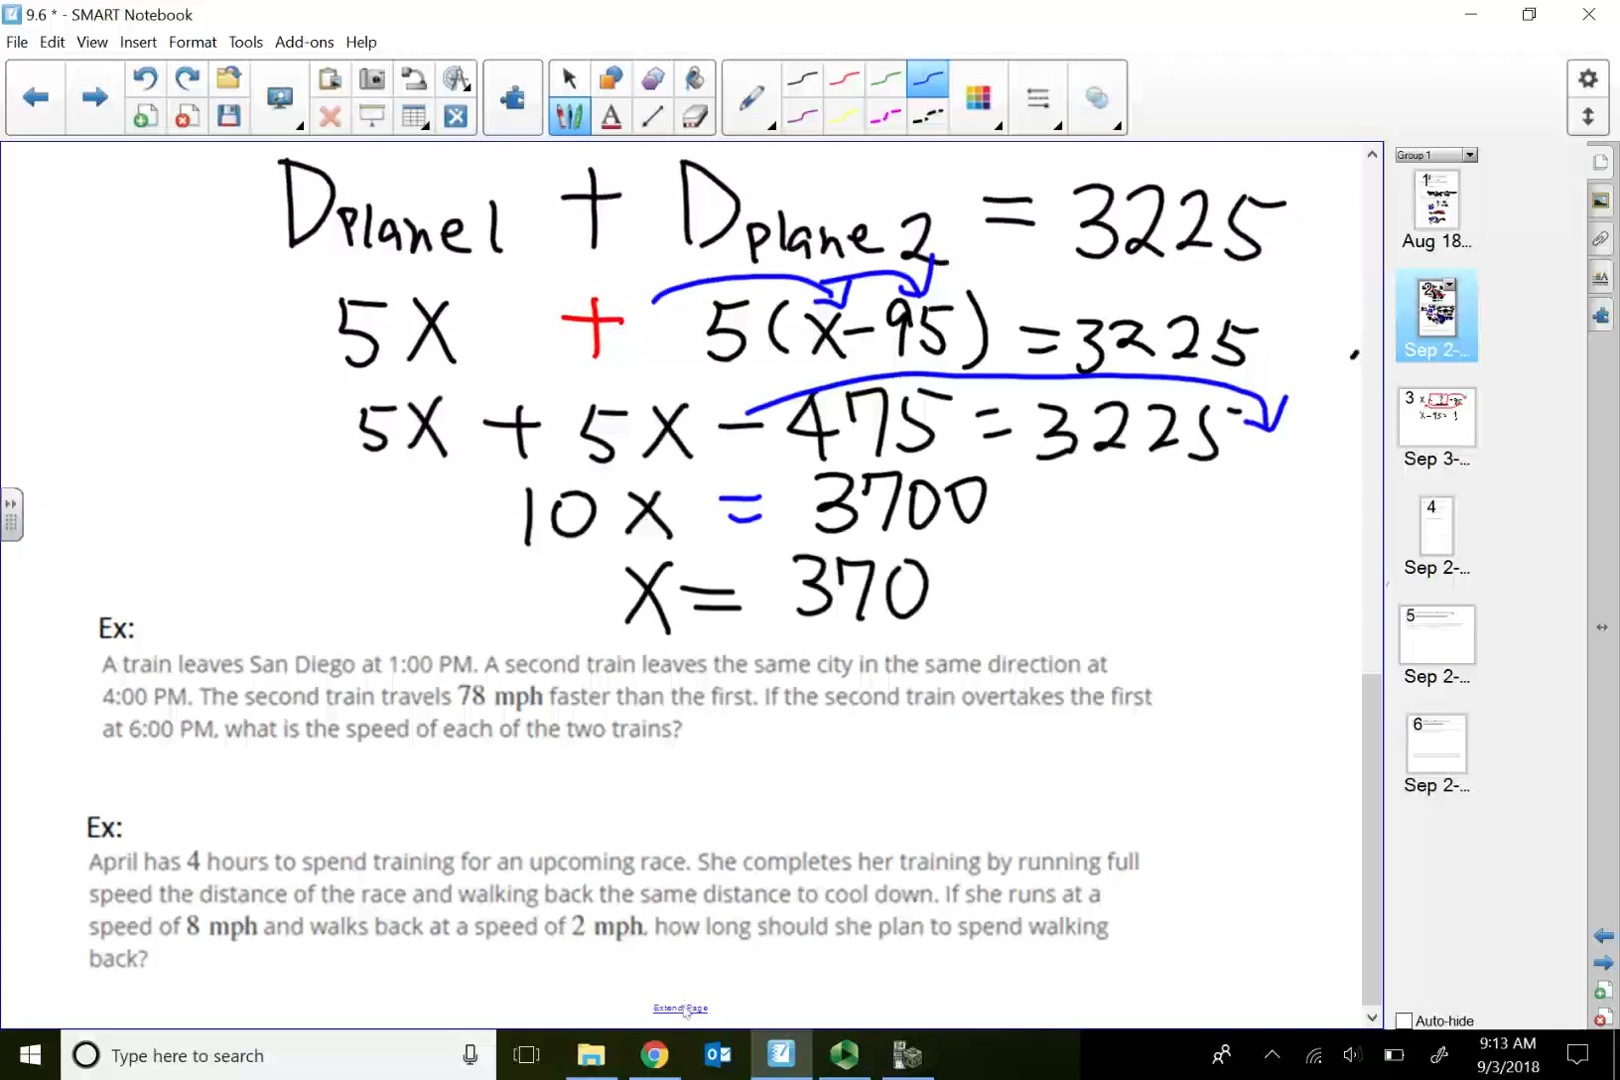 9.6 * - SMART Notebook
File Edit View Insert Format Tools Add-ons Help
Dplane1 + Dplane2 = 3225
5X + 5(x-95) = 3225
5X + 5X - 475 = 3225
10X = 3700
X = 370
Ex:
A train leaves San Diego at 1:00 PM. A second train leaves the same city in the same direction at
4:00 PM. The second train travels 78 mph faster than the first. If the second train overtakes the first
at 6:00 PM, what is the speed of each of the two trains?
Ex:
April has 4 hours to spend training for an upcoming race. She completes her training by running full
speed the distance of the race and walking back the same distance to cool down. If she runs at a
speed of 8 mph and walks back at a speed of 2 mph, how long should she plan to spend walking
back?
Extend Page
Group 1
1
Aug 18...
2
Sep 2-...
3
Sep 3-...
4
Sep 2-...
5
Sep 2-...
6
Sep 2-...
Auto-hide
Type here to search
9:13 AM
9/3/2018